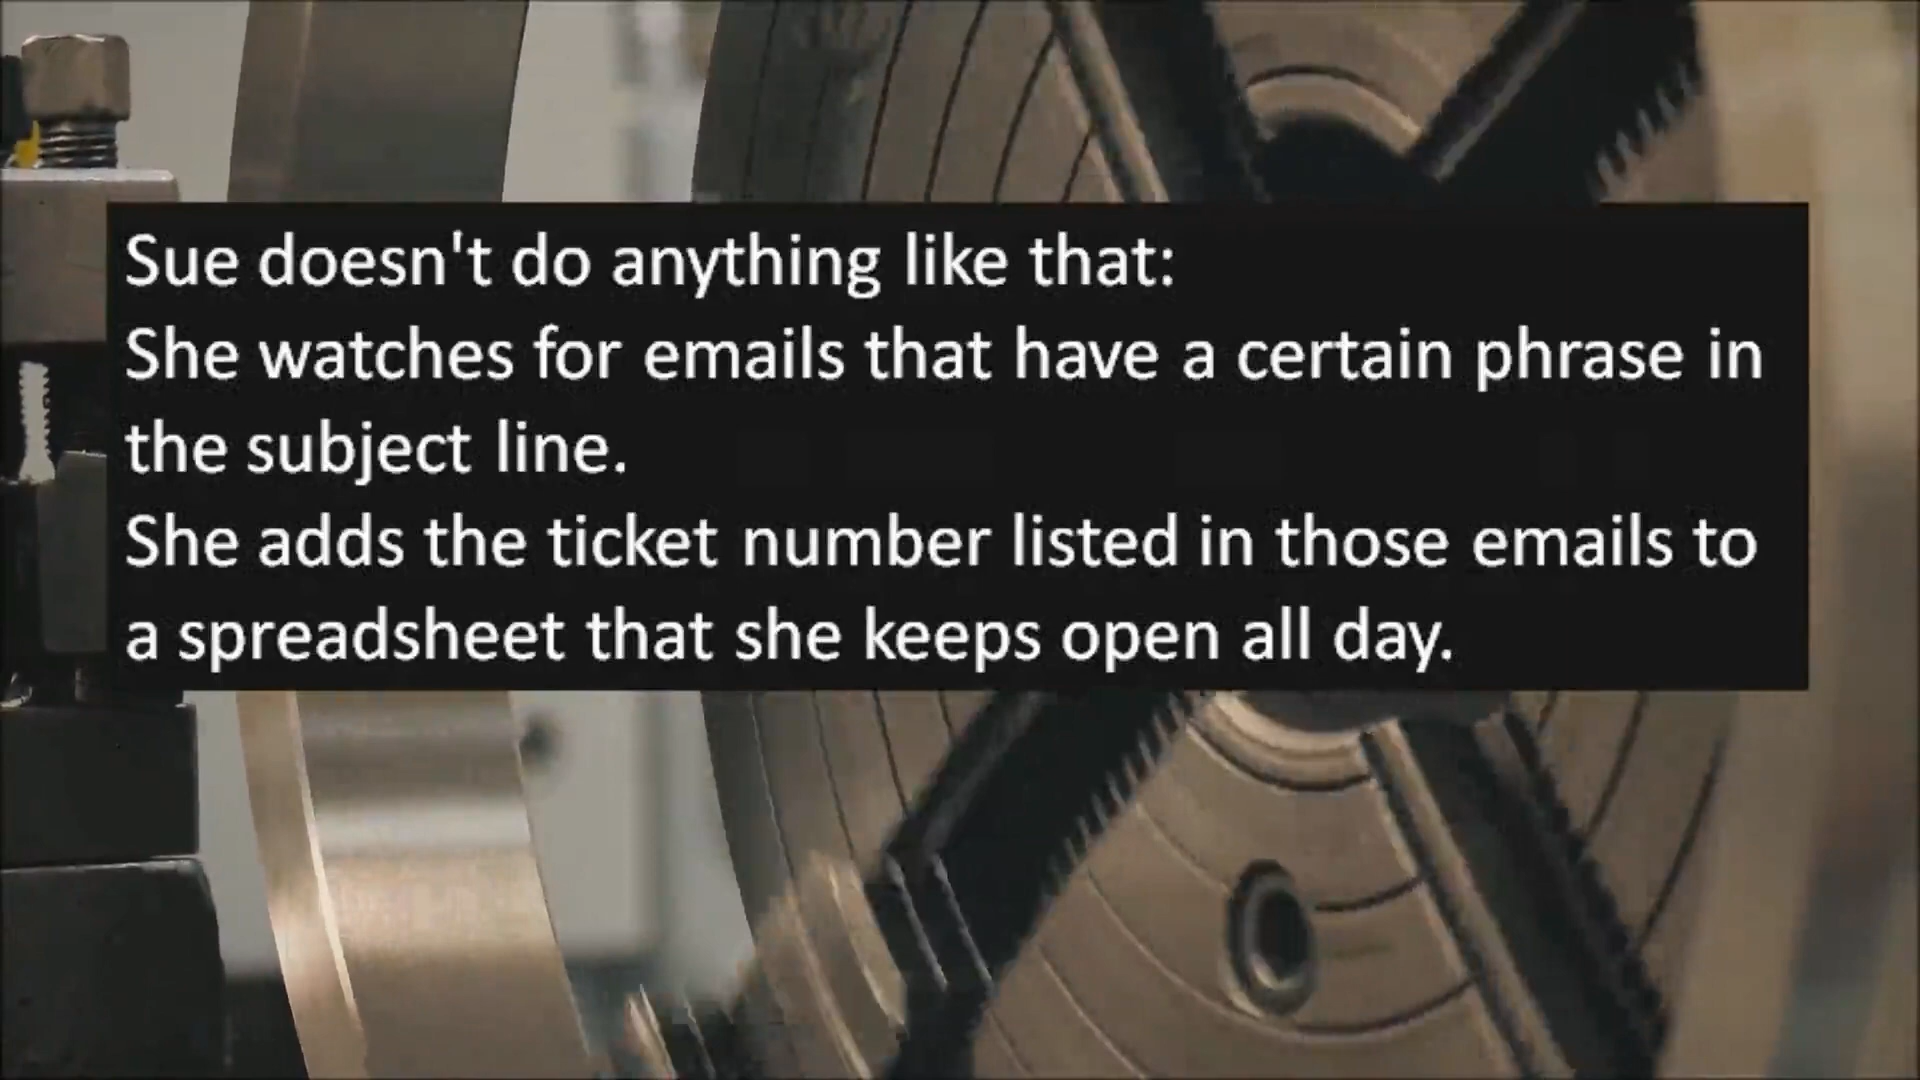 Sue doesn't do anything like that:
She watches for emails that have a certain phrase in
the subject line.
She adds the ticket number listed in those emails to
a spreadsheet that she keeps open all day.